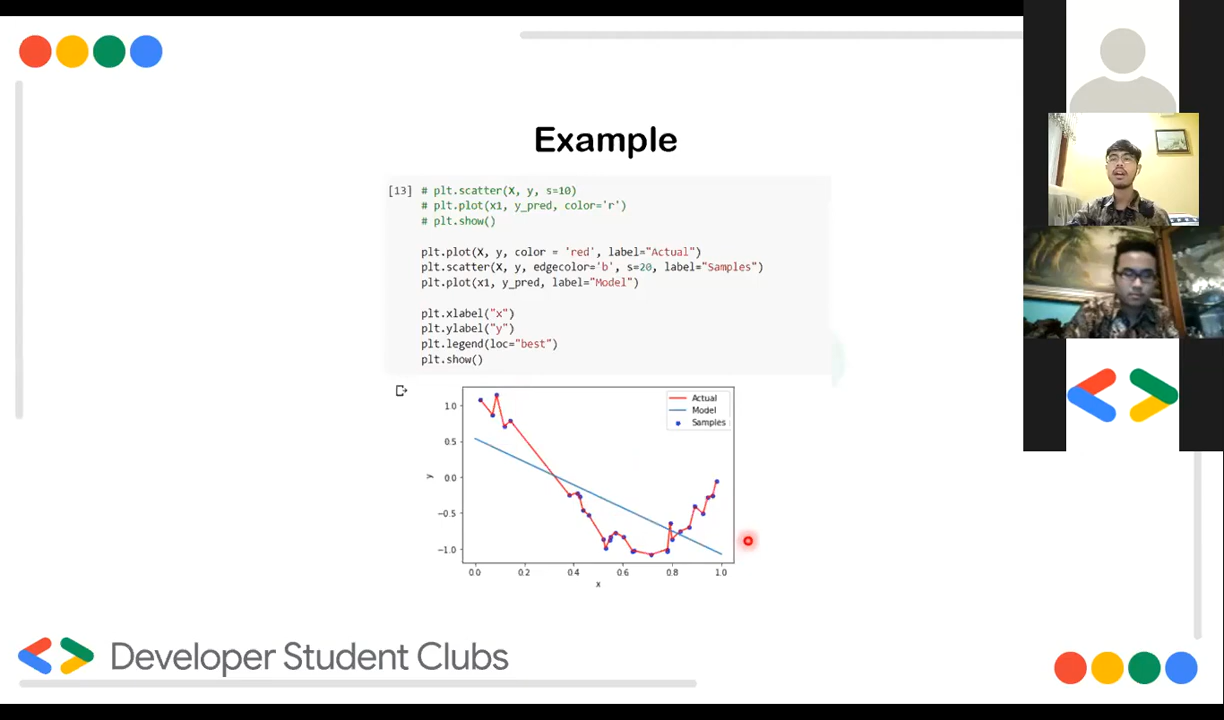 Example
[13] # plt.scatter(X, y, s=10)
# plt.plot(x1, y_pred, color='r')
# plt.show()
plt.plot(X, y, color = 'red', label="Actual")
plt.scatter(X, y, edgecolor='b', s=20, label="Samples")
plt.plot(x1, y_pred, label="Model")
plt.xlabel("x")
plt.ylabel("y")
plt.legend(loc="best")
plt.show()
Actual
Model
Samples
1.0
0.5
0.0
−0.5
−1.0
y
0.0 0.2 0.4 0.6 0.8 1.0
x
Developer Student Clubs